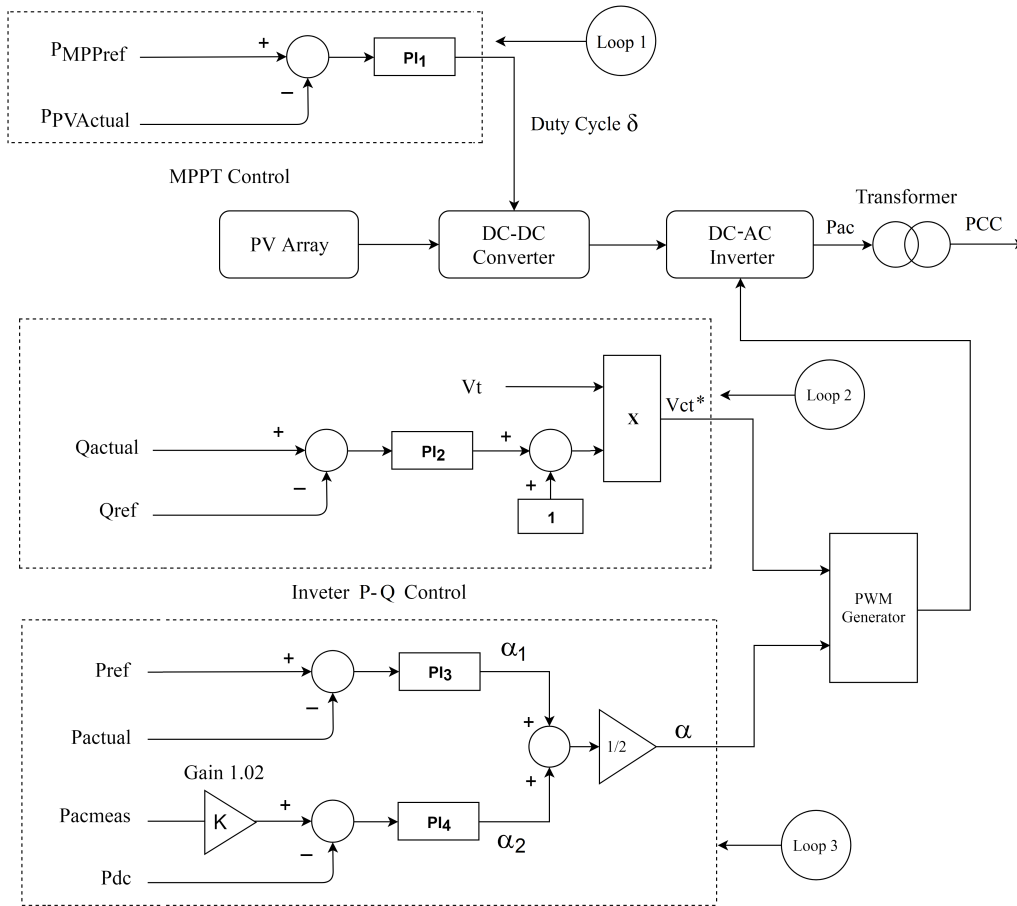 PMPPref
+
PI1
Loop 1
−
PPVActual
Duty Cycle δ
MPPT Control
Transformer
PV Array
DC-DC
Converter
DC-AC
Inverter
Pac
PCC
Vt
X
Vct*
Loop 2
Qactual
+
PI2
+
−
+
Qref
1
Inveter P-Q Control
PWM
Generator
Pref
+
PI3
α1
−
+
Pactual
1/2
α
Gain 1.02
+
Pacmeas
K
+
PI4
α2
−
Loop 3
Pdc